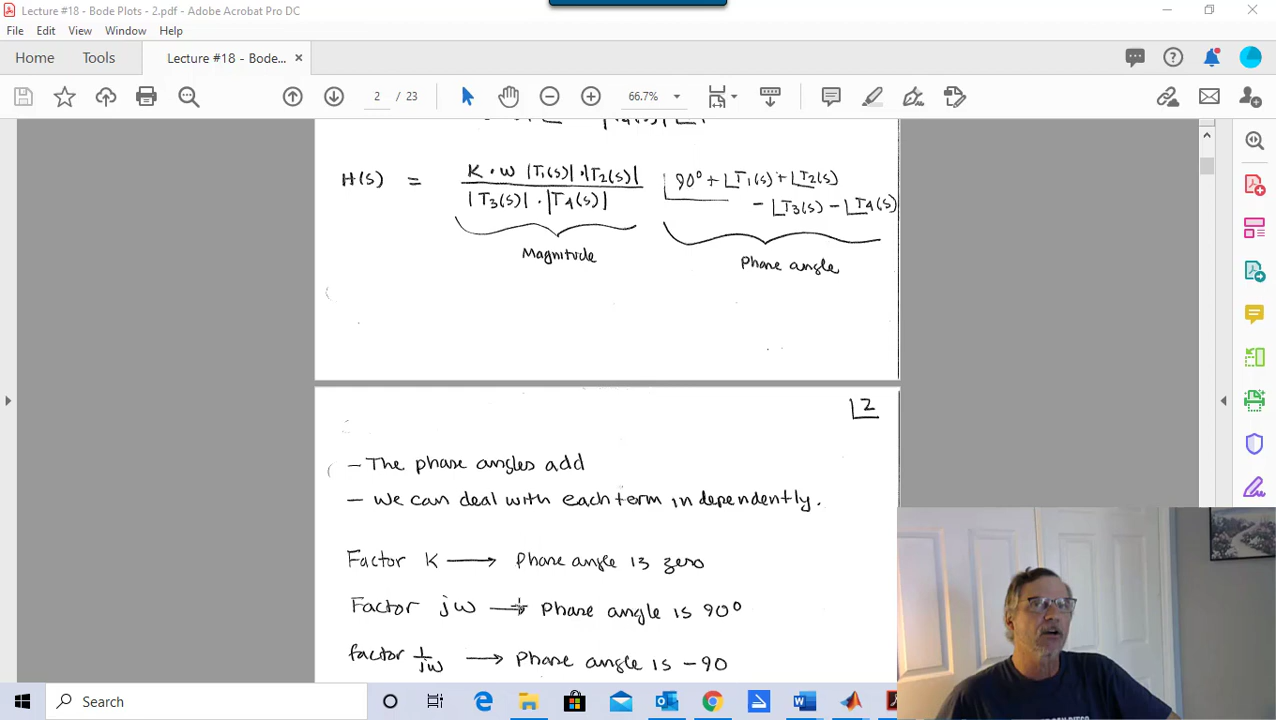 Lecture #18 - Bode Plots - 2.pdf - Adobe Acrobat Pro DC
File Edit View Window Help
Home Tools Lecture #18 - Bode... ×
2 / 23 66.7%
H(s) = K · w |T1(s)| · |T2(s)| / |T3(s)| · |T4(s)| ∠90° + ∠T1(s) + ∠T2(s)
- ∠T3(s) - ∠T4(s)
Magnitude
Phase angle
2
- The phase angles add
- We can deal with each term independently.
Factor K → Phase angle is zero
Factor jw → Phase angle is 90°
factor 1/jw → Phase angle is -90
Search